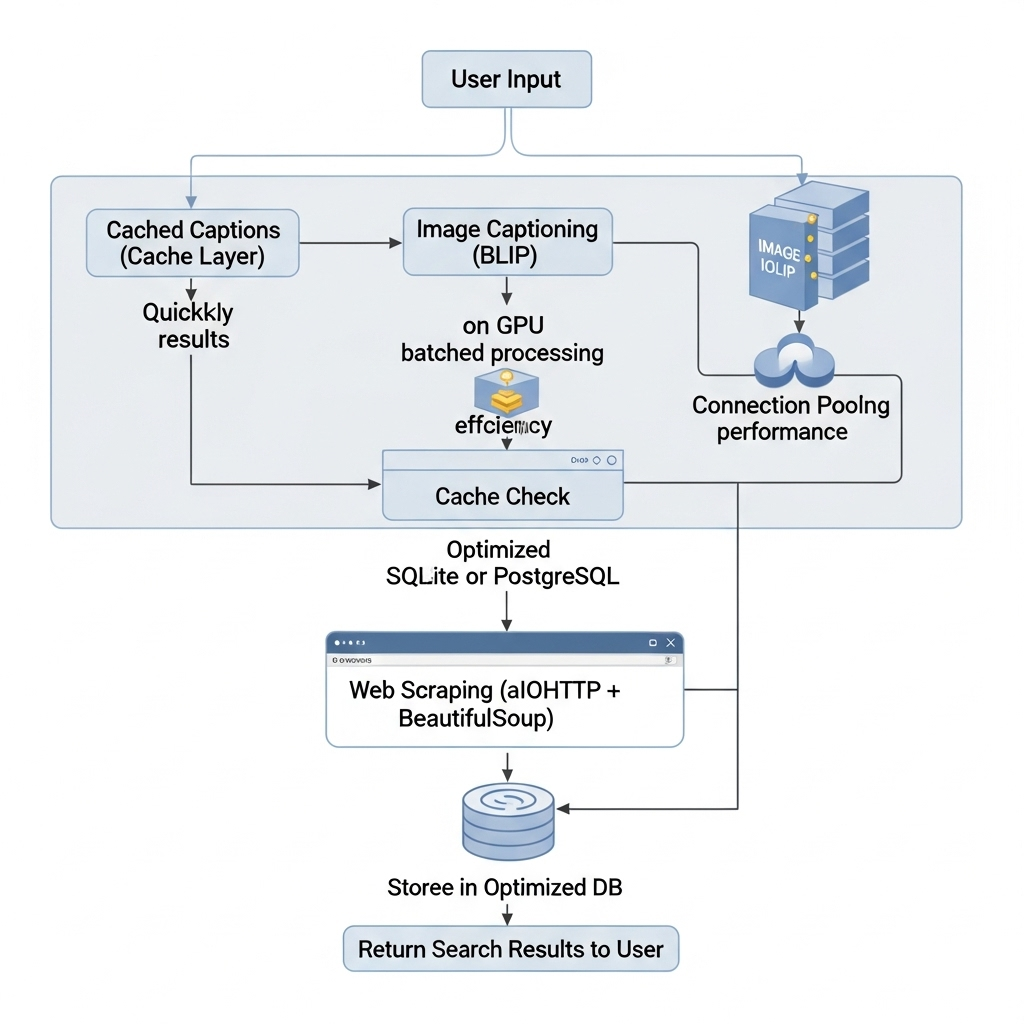 User Input
Cached Captions
(Cache Layer)
Image Captioning
(BLIP)
IMAGE
IOLIP
Quickkly
results
on GPU
batched processing
Connection Poolng
performance
Cache Check
Optimized
SQLite or PostgreSQL
Web Scraping (aIOHTTP +
BeautifulSoup)
Storee in Optimized DB
Return Search Results to User